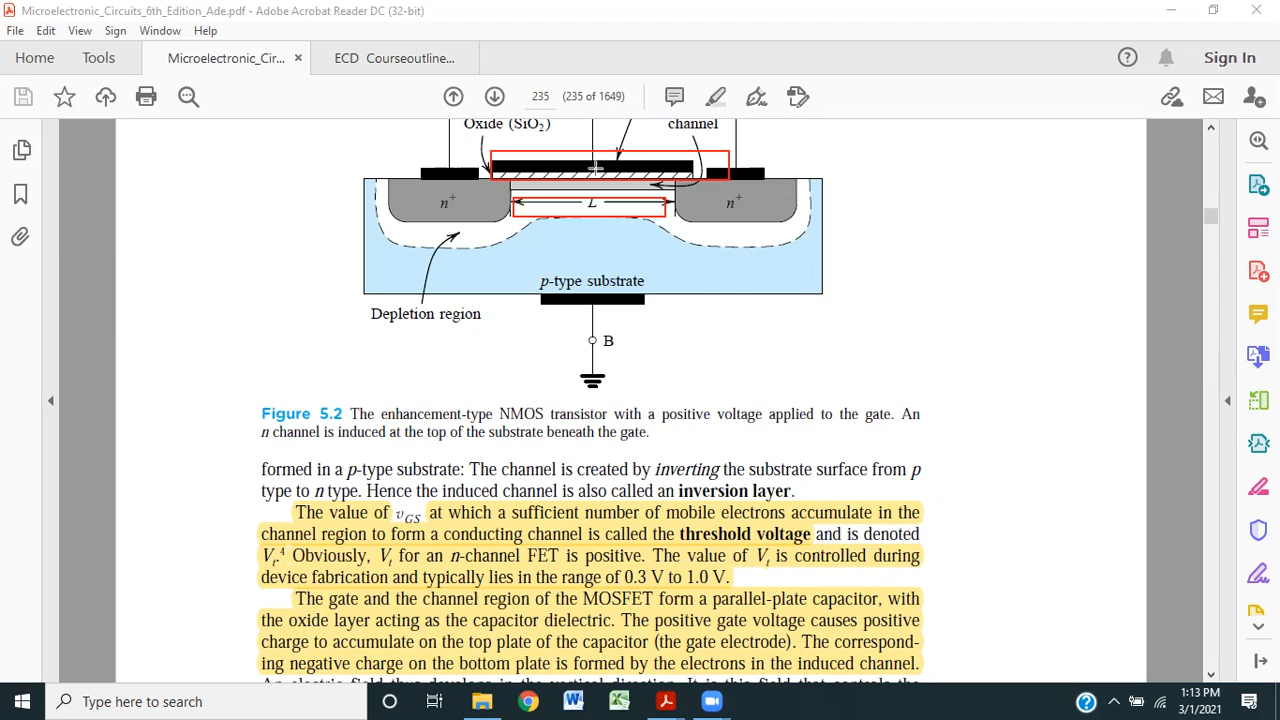 Microelectronic_Circuits_6th_Edition_Ade.pdf - Adobe Acrobat Reader DC (32-bit)
File Edit View Sign Window Help
Home Tools Microelectronic_Cir... × ECD Courseoutline... Sign In
235 (235 of 1649)
Oxide (SiO2) channel
n+ L n+
p-type substrate
Depletion region
B
Figure 5.2 The enhancement-type NMOS transistor with a positive voltage applied to the gate. An
n channel is induced at the top of the substrate beneath the gate.
formed in a p-type substrate: The channel is created by inverting the substrate surface from p
type to n type. Hence the induced channel is also called an inversion layer.
The value of vGS at which a sufficient number of mobile electrons accumulate in the
channel region to form a conducting channel is called the threshold voltage and is denoted
Vt.4 Obviously, Vt for an n-channel FET is positive. The value of Vt is controlled during
device fabrication and typically lies in the range of 0.3 V to 1.0 V.
The gate and the channel region of the MOSFET form a parallel-plate capacitor, with
the oxide layer acting as the capacitor dielectric. The positive gate voltage causes positive
charge to accumulate on the top plate of the capacitor (the gate electrode). The correspond-
ing negative charge on the bottom plate is formed by the electrons in the induced channel.
Type here to search
1:13 PM
3/1/2021